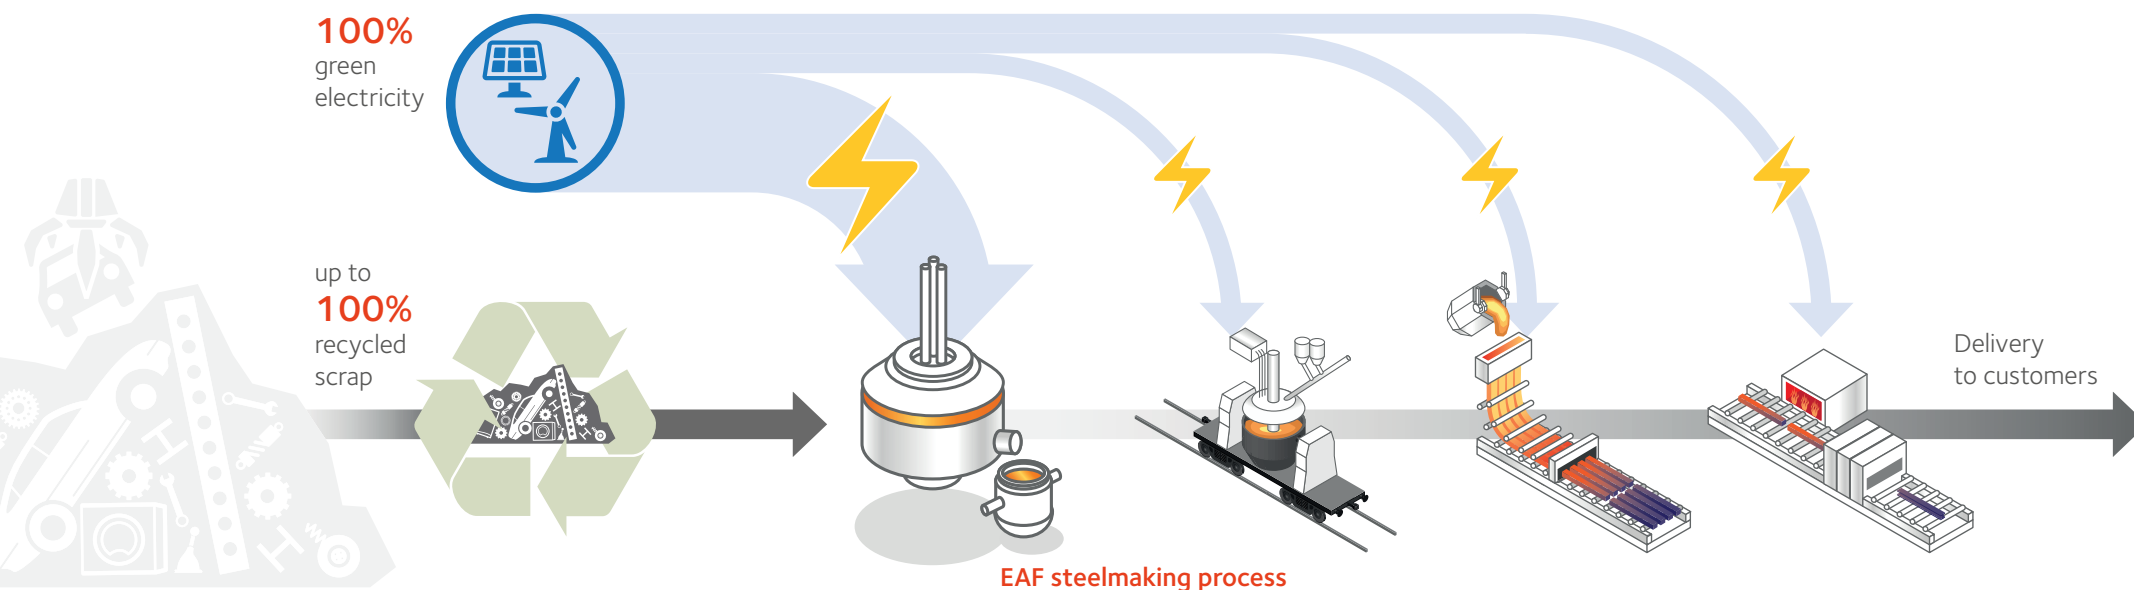 100%
green
electricity
up to
100%
recycled
scrap
Delivery
to customers
EAF steelmaking process